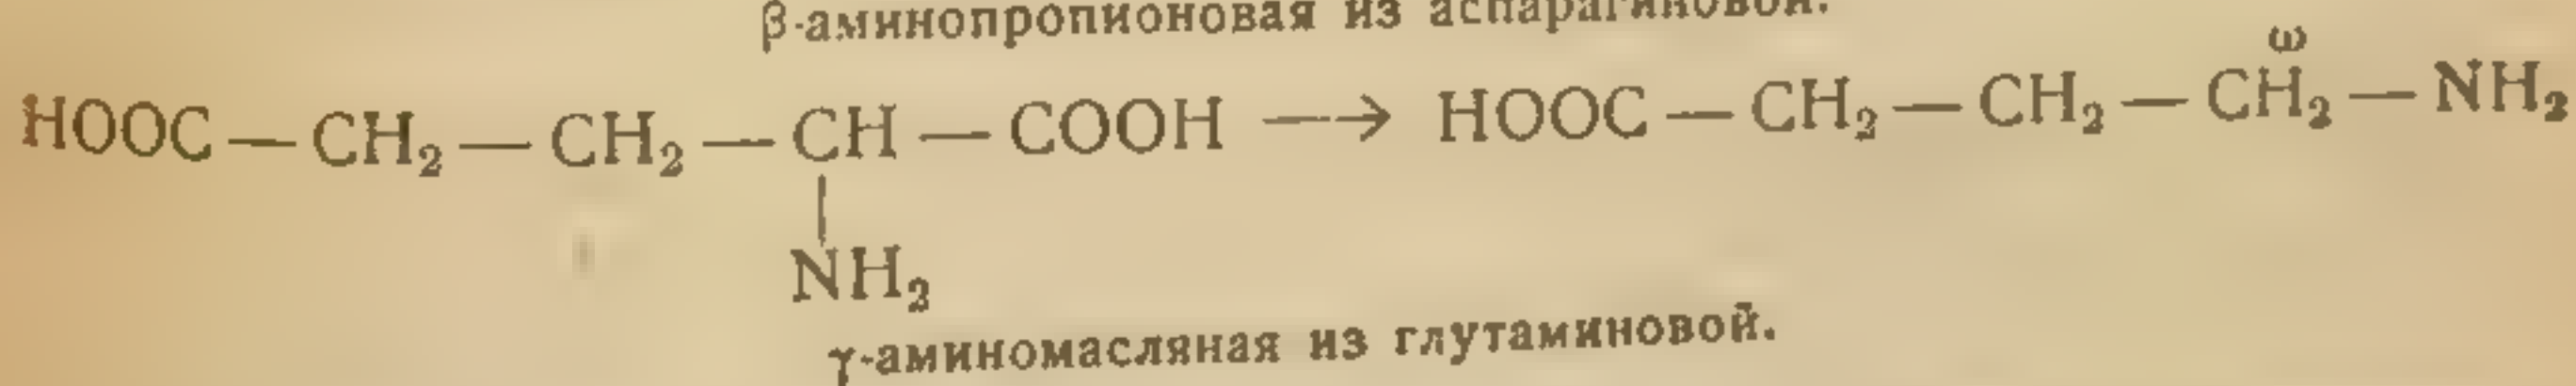 β-аминопропионовая из аспарагиновой.
ω
HOOC — CH₂ — CH₂ — CH — COOH —→ HOOC — CH₂ — CH₂ — CH₂ — NH₂
|
NH₂
γ-аминомасляная из глутаминовой.